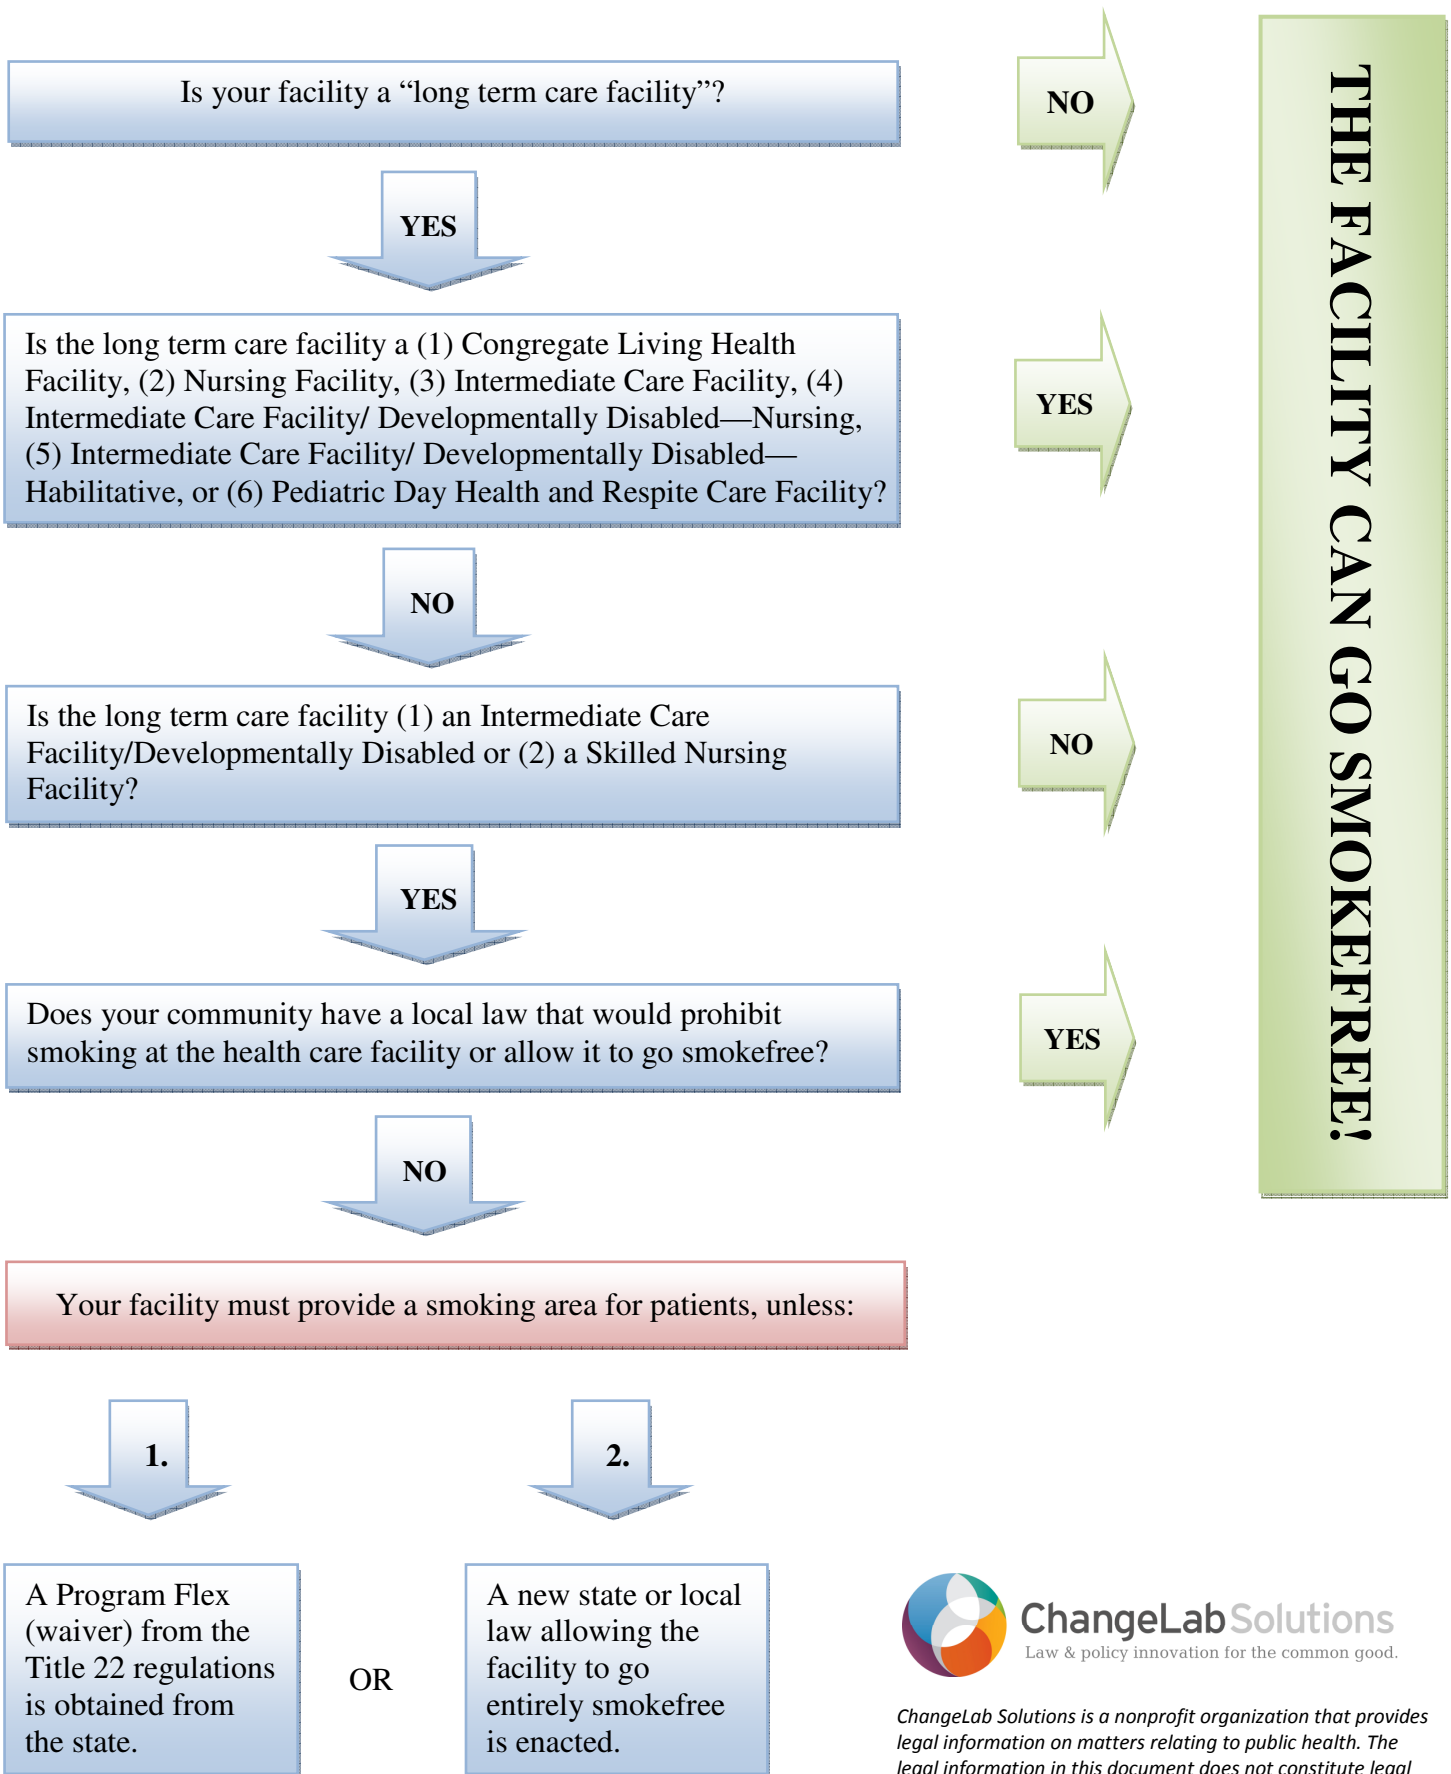 Is your facility a “long term care facility”?
NO
YES
Is the long term care facility a (1) Congregate Living Health
Facility, (2) Nursing Facility, (3) Intermediate Care Facility, (4)
Intermediate Care Facility/ Developmentally Disabled—Nursing,
(5) Intermediate Care Facility/ Developmentally Disabled—
Habilitative, or (6) Pediatric Day Health and Respite Care Facility?
YES
NO
Is the long term care facility (1) an Intermediate Care
Facility/Developmentally Disabled or (2) a Skilled Nursing
Facility?
NO
YES
Does your community have a local law that would prohibit
smoking at the health care facility or allow it to go smokefree?
YES
NO
THE FACILITY CAN GO SMOKEFREE!
Your facility must provide a smoking area for patients, unless:
1.
2.
A Program Flex
(waiver) from the
Title 22 regulations
is obtained from
the state.
OR
A new state or local
law allowing the
facility to go
entirely smokefree
is enacted.
ChangeLab Solutions
Law & policy innovation for the common good.
ChangeLab Solutions is a nonprofit organization that provides
legal information on matters relating to public health. The
legal information in this document does not constitute legal